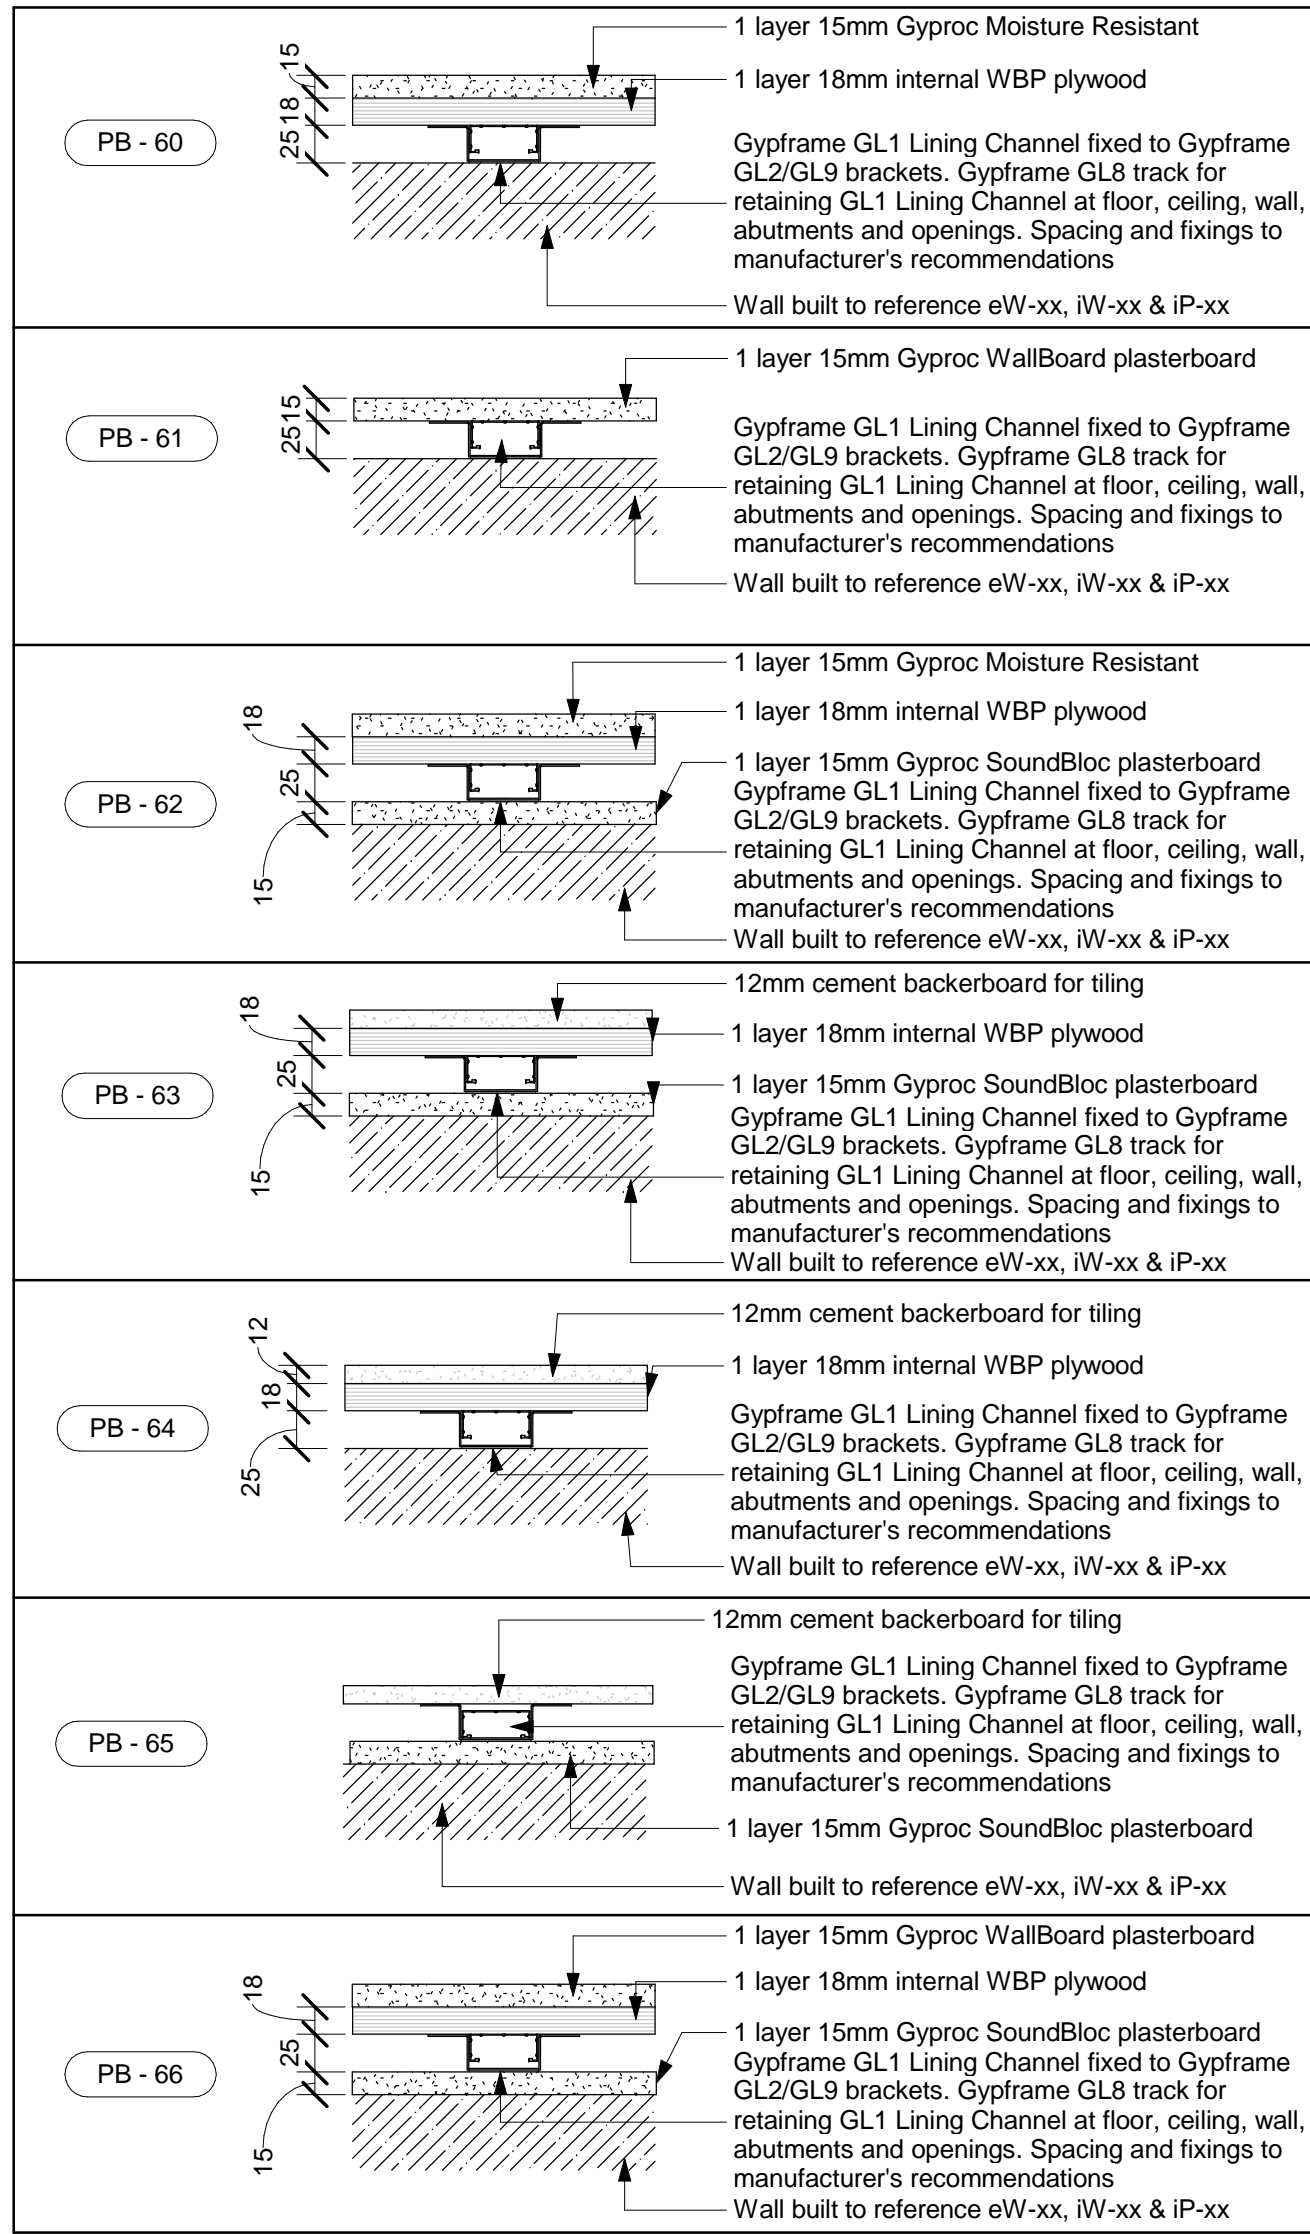 PB - 60
15
18
25
1 layer 15mm Gyproc Moisture Resistant
1 layer 18mm internal WBP plywood
Gypframe GL1 Lining Channel fixed to Gypframe
GL2/GL9 brackets. Gypframe GL8 track for
retaining GL1 Lining Channel at floor, ceiling, wall,
abutments and openings. Spacing and fixings to
manufacturer's recommendations
Wall built to reference eW-xx, iW-xx & iP-xx
PB - 61
15
25
1 layer 15mm Gyproc WallBoard plasterboard
Gypframe GL1 Lining Channel fixed to Gypframe
GL2/GL9 brackets. Gypframe GL8 track for
retaining GL1 Lining Channel at floor, ceiling, wall,
abutments and openings. Spacing and fixings to
manufacturer's recommendations
Wall built to reference eW-xx, iW-xx & iP-xx
PB - 62
18
25
15
1 layer 15mm Gyproc Moisture Resistant
1 layer 18mm internal WBP plywood
1 layer 15mm Gyproc SoundBloc plasterboard
Gypframe GL1 Lining Channel fixed to Gypframe
GL2/GL9 brackets. Gypframe GL8 track for
retaining GL1 Lining Channel at floor, ceiling, wall,
abutments and openings. Spacing and fixings to
manufacturer's recommendations
Wall built to reference eW-xx, iW-xx & iP-xx
PB - 63
18
25
15
12mm cement backerboard for tiling
1 layer 18mm internal WBP plywood
1 layer 15mm Gyproc SoundBloc plasterboard
Gypframe GL1 Lining Channel fixed to Gypframe
GL2/GL9 brackets. Gypframe GL8 track for
retaining GL1 Lining Channel at floor, ceiling, wall,
abutments and openings. Spacing and fixings to
manufacturer's recommendations
Wall built to reference eW-xx, iW-xx & iP-xx
PB - 64
12
18
25
12mm cement backerboard for tiling
1 layer 18mm internal WBP plywood
Gypframe GL1 Lining Channel fixed to Gypframe
GL2/GL9 brackets. Gypframe GL8 track for
retaining GL1 Lining Channel at floor, ceiling, wall,
abutments and openings. Spacing and fixings to
manufacturer's recommendations
Wall built to reference eW-xx, iW-xx & iP-xx
PB - 65
12mm cement backerboard for tiling
Gypframe GL1 Lining Channel fixed to Gypframe
GL2/GL9 brackets. Gypframe GL8 track for
retaining GL1 Lining Channel at floor, ceiling, wall,
abutments and openings. Spacing and fixings to
manufacturer's recommendations
1 layer 15mm Gyproc SoundBloc plasterboard
Wall built to reference eW-xx, iW-xx & iP-xx
PB - 66
18
25
15
1 layer 15mm Gyproc WallBoard plasterboard
1 layer 18mm internal WBP plywood
1 layer 15mm Gyproc SoundBloc plasterboard
Gypframe GL1 Lining Channel fixed to Gypframe
GL2/GL9 brackets. Gypframe GL8 track for
retaining GL1 Lining Channel at floor, ceiling, wall,
abutments and openings. Spacing and fixings to
manufacturer's recommendations
Wall built to reference eW-xx, iW-xx & iP-xx